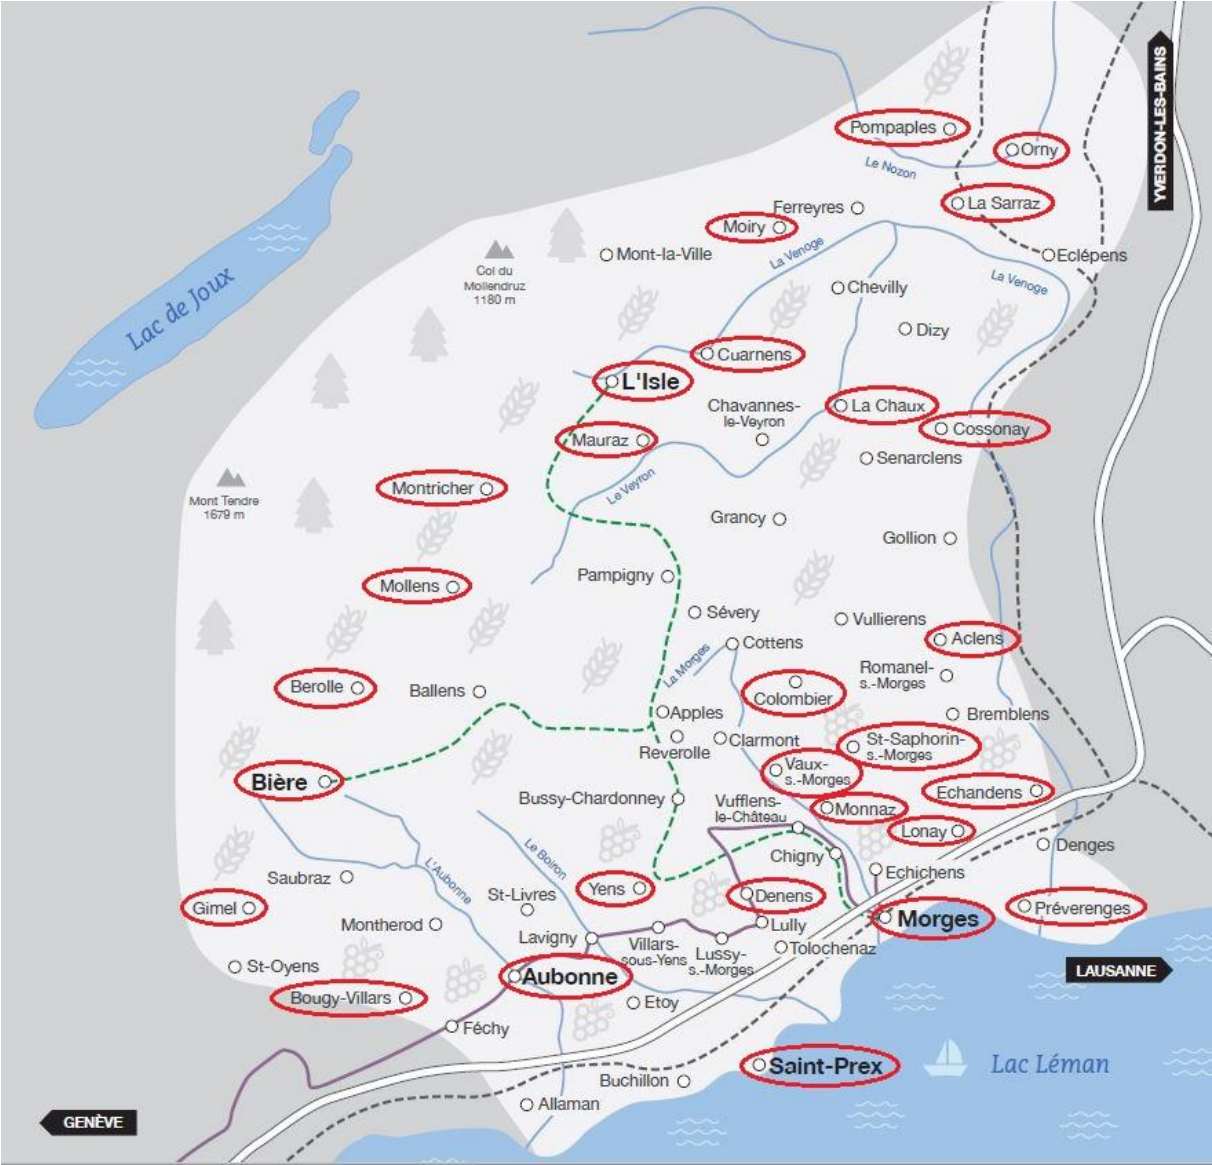 YVERDON-LES-BAINS
Pompaples
Orny
Le Nozon
La Sarraz
Ferreyres
Moiry
Mont-la-Ville
La Venoge
Eclépens
Col du
Mollendruz
1180 m
Lac de Joux
Chevilly
La Venoge
Dizy
Cuarnens
L'Isle
Chavannes-
le-Veyron
La Chaux
Cossonay
Mauraz
Senarclens
Montricher
Le Veyron
Mont Tendre
1679 m
Grancy
Gollion
Pampigny
Mollens
Sévery
Vullierens
Aclens
Cottens
La Morges
Romanel-
s.-Morges
Berolle
Ballens
Colombier
Apples
Bremblens
Reverolle
Clarmont
St-Saphorin-
s.-Morges
Bière
Vaux-
s.-Morges
Bussy-Chardonney
Vufflens-
le-Château
Echandens
Monnaz
Lonay
Denges
Chigny
Le Boiron
L'Aubonne
Echichens
Saubraz
St-Livres
Yens
Denens
Gimel
Morges
Préverenges
Montherod
Lavigny
Villars-
sous-Yens
Lussy-
s.-Morges
Lully
Tolochenaz
St-Oyens
Aubonne
LAUSANNE
Bougy-Villars
Etoy
Féchy
Saint-Prex
Lac Léman
Buchillon
Allaman
GENÈVE